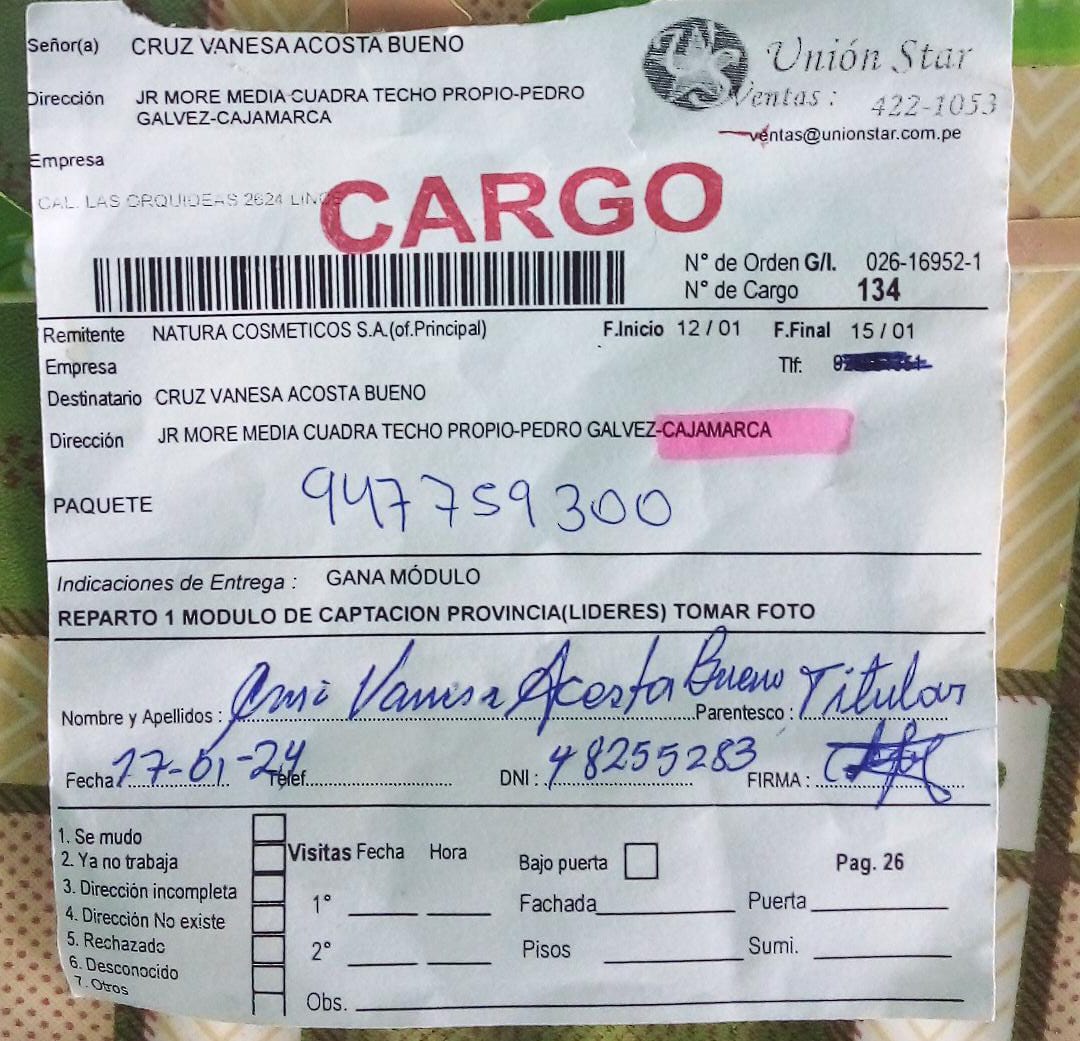 Señor(a) CRUZ VANESA ACOSTA BUENO
Unión Star
Dirección JR MORE MEDIA CUADRA TECHO PROPIO-PEDRO
GALVEZ-CAJAMARCA
Ventas : 422-1053
ventas@unionstar.com.pe
Empresa
CAL. LAS ORQUIDEAS 2624 LINCE
CARGO
N° de Orden G/I. 026-16952-1
N° de Cargo 134
Remitente NATURA COSMETICOS S.A.(of.Principal) F.Inicio 12 / 01 F.Final 15 / 01
Empresa Tlf:
Destinatario CRUZ VANESA ACOSTA BUENO
Dirección JR MORE MEDIA CUADRA TECHO PROPIO-PEDRO GALVEZ-CAJAMARCA
PAQUETE 947759300
Indicaciones de Entrega : GANA MÓDULO
REPARTO 1 MODULO DE CAPTACION PROVINCIA(LIDERES) TOMAR FOTO
Nombre y Apellidos : Vanesa Acosta Bueno Parentesco : Titular
Fecha 17-01-24 Télef. DNI : 48255283 FIRMA :
1. Se mudo
2. Ya no trabaja
3. Dirección incompleta
4. Dirección No existe
5. Rechazado
6. Desconocido
7. Otros
Visitas Fecha Hora Bajo puerta Pag. 26
1° Fachada Puerta
2° Pisos Sumi.
Obs.